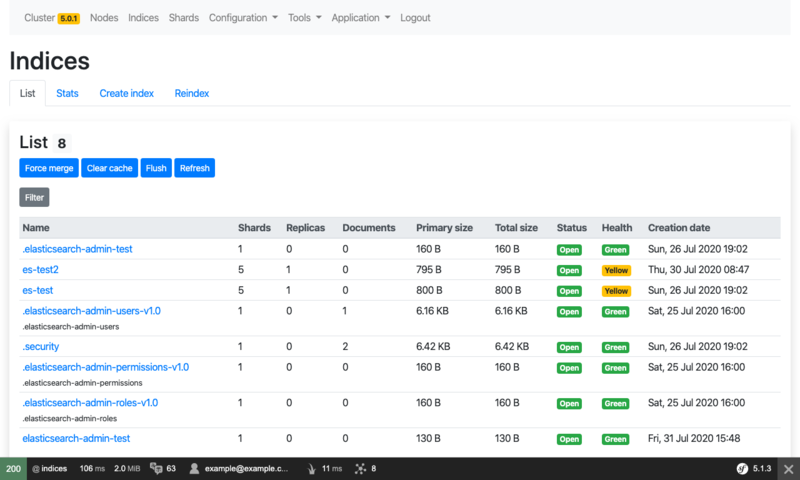 Cluster 5.0.1 Nodes Indices Shards Configuration Tools Application Logout
Indices
List Stats Create index Reindex
List 8
Force merge Clear cache Flush Refresh
Filter
Name Shards Replicas Documents Primary size Total size Status Health Creation date
.elasticsearch-admin-test 1 0 0 160 B 160 B Open Green Sun, 26 Jul 2020 19:02
es-test2 5 1 0 795 B 795 B Open Yellow Thu, 30 Jul 2020 08:47
es-test 5 1 0 800 B 800 B Open Yellow Sun, 26 Jul 2020 19:02
.elasticsearch-admin-users-v1.0 1 0 1 6.16 KB 6.16 KB Open Green Sat, 25 Jul 2020 16:00
.elasticsearch-admin-users
.security 1 0 2 6.42 KB 6.42 KB Open Green Sun, 26 Jul 2020 19:02
.elasticsearch-admin-permissions-v1.0 1 0 0 160 B 160 B Open Green Sat, 25 Jul 2020 16:00
.elasticsearch-admin-permissions
.elasticsearch-admin-roles-v1.0 1 0 0 160 B 160 B Open Green Sat, 25 Jul 2020 16:00
.elasticsearch-admin-roles
elasticsearch-admin-test 1 0 0 130 B 130 B Open Green Fri, 31 Jul 2020 15:48
200 @ indices 106 ms 2.0 MiB 63 example@example.c... 11 ms 8 sf 5.1.3